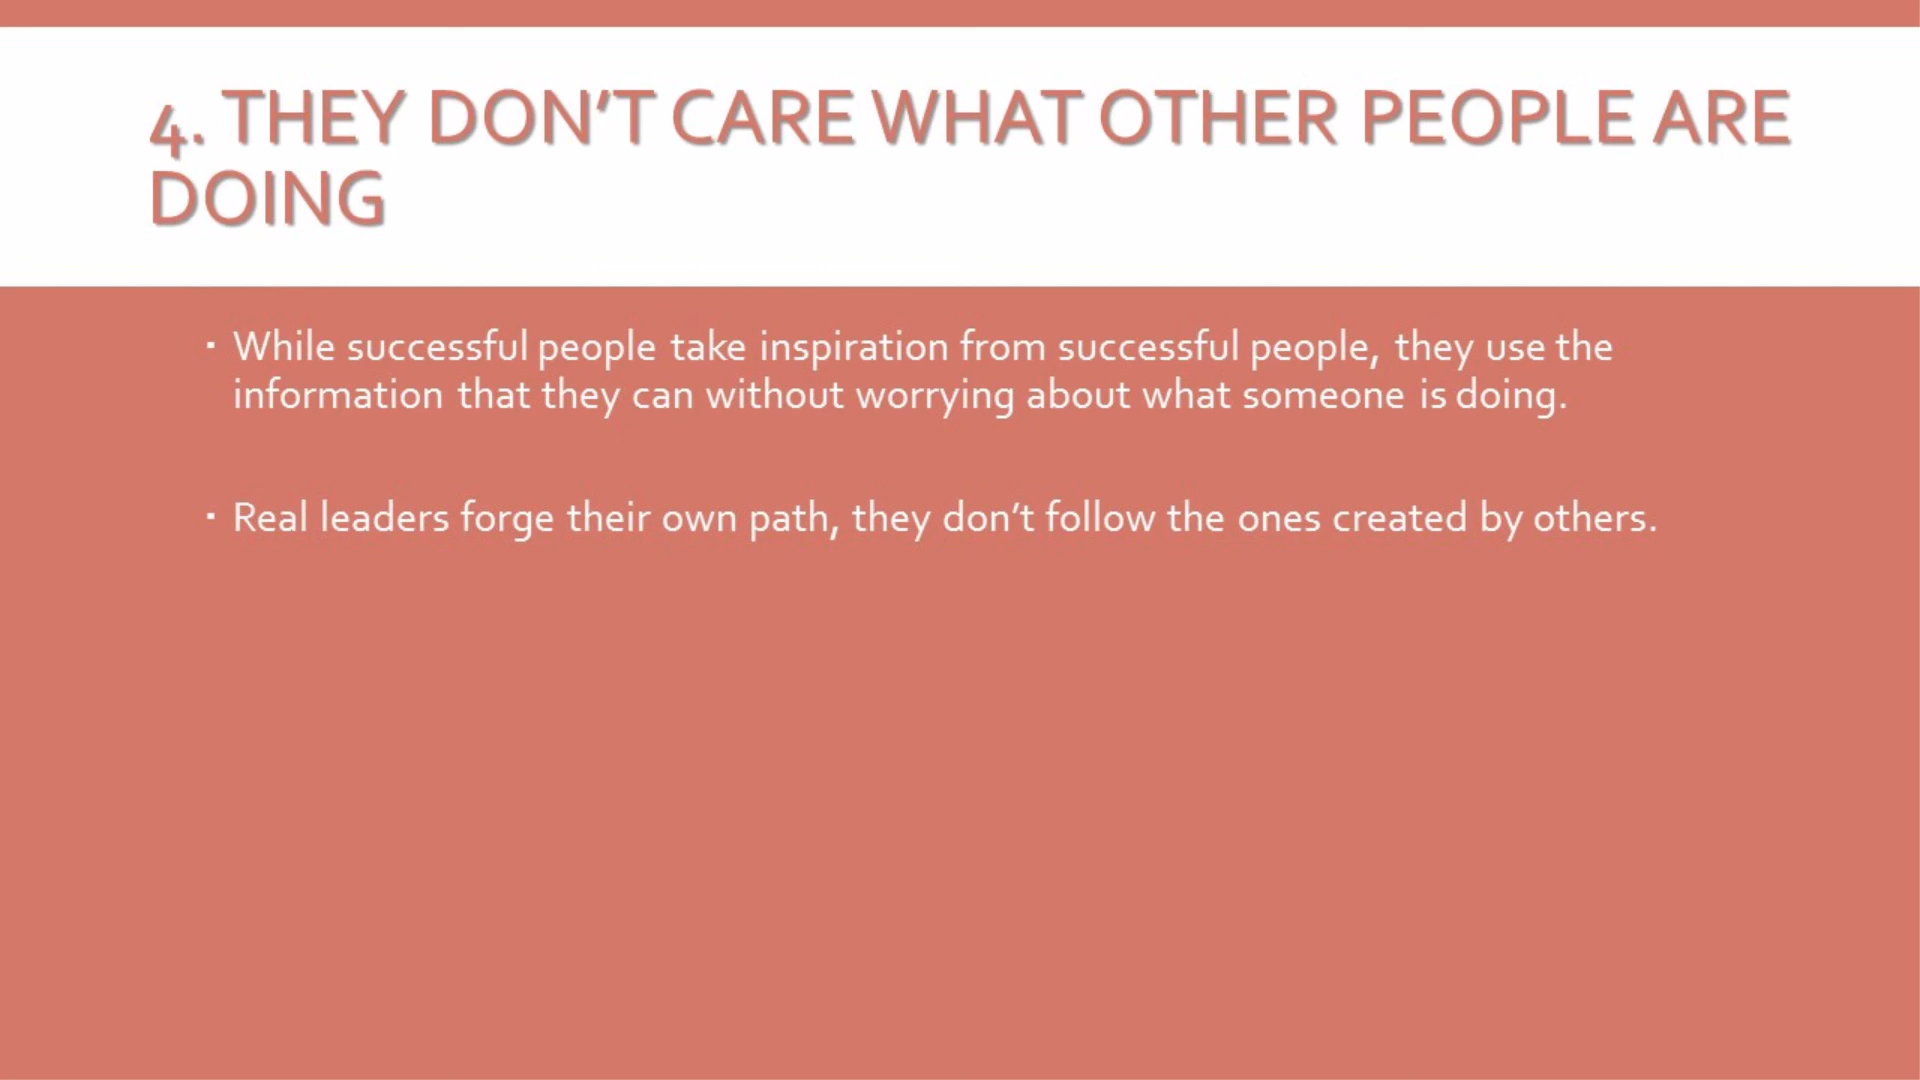 4. THEY DON’T CARE WHAT OTHER PEOPLE ARE
DOING
▪ While successful people take inspiration from successful people, they use the
information that they can without worrying about what someone is doing.
▪ Real leaders forge their own path, they don’t follow the ones created by others.